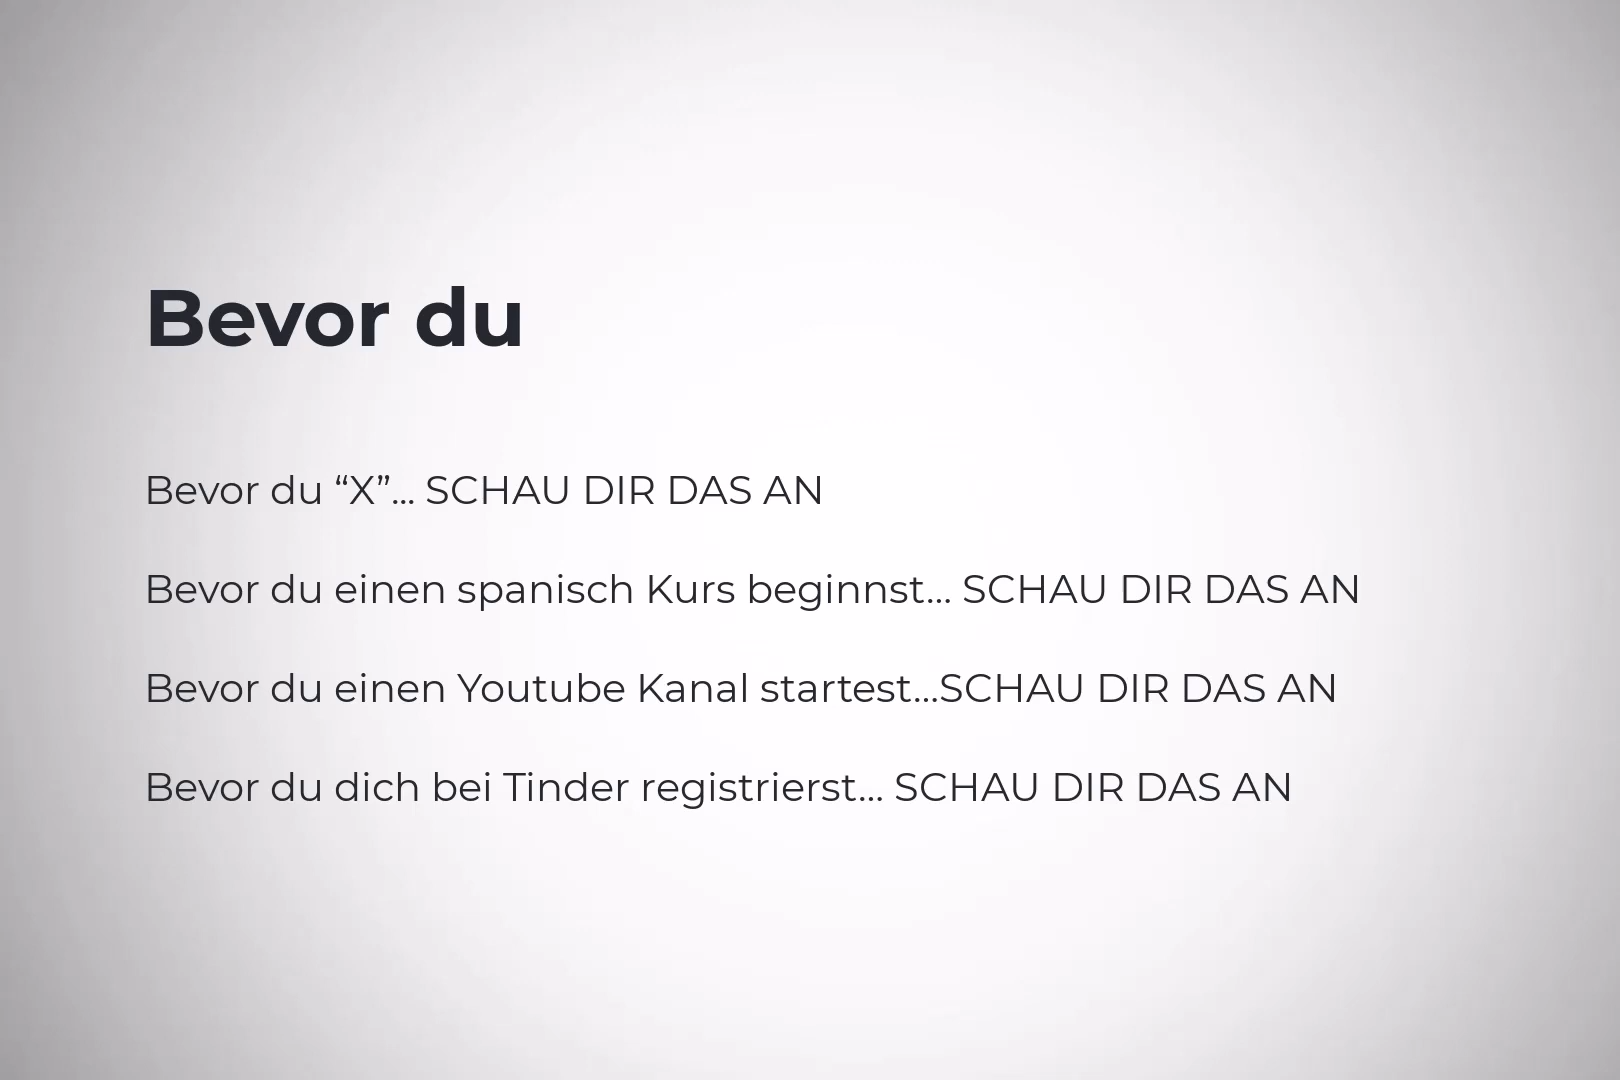 Bevor du
Bevor du “X”... SCHAU DIR DAS AN
Bevor du einen spanisch Kurs beginnst... SCHAU DIR DAS AN
Bevor du einen Youtube Kanal startest...SCHAU DIR DAS AN
Bevor du dich bei Tinder registrierst... SCHAU DIR DAS AN